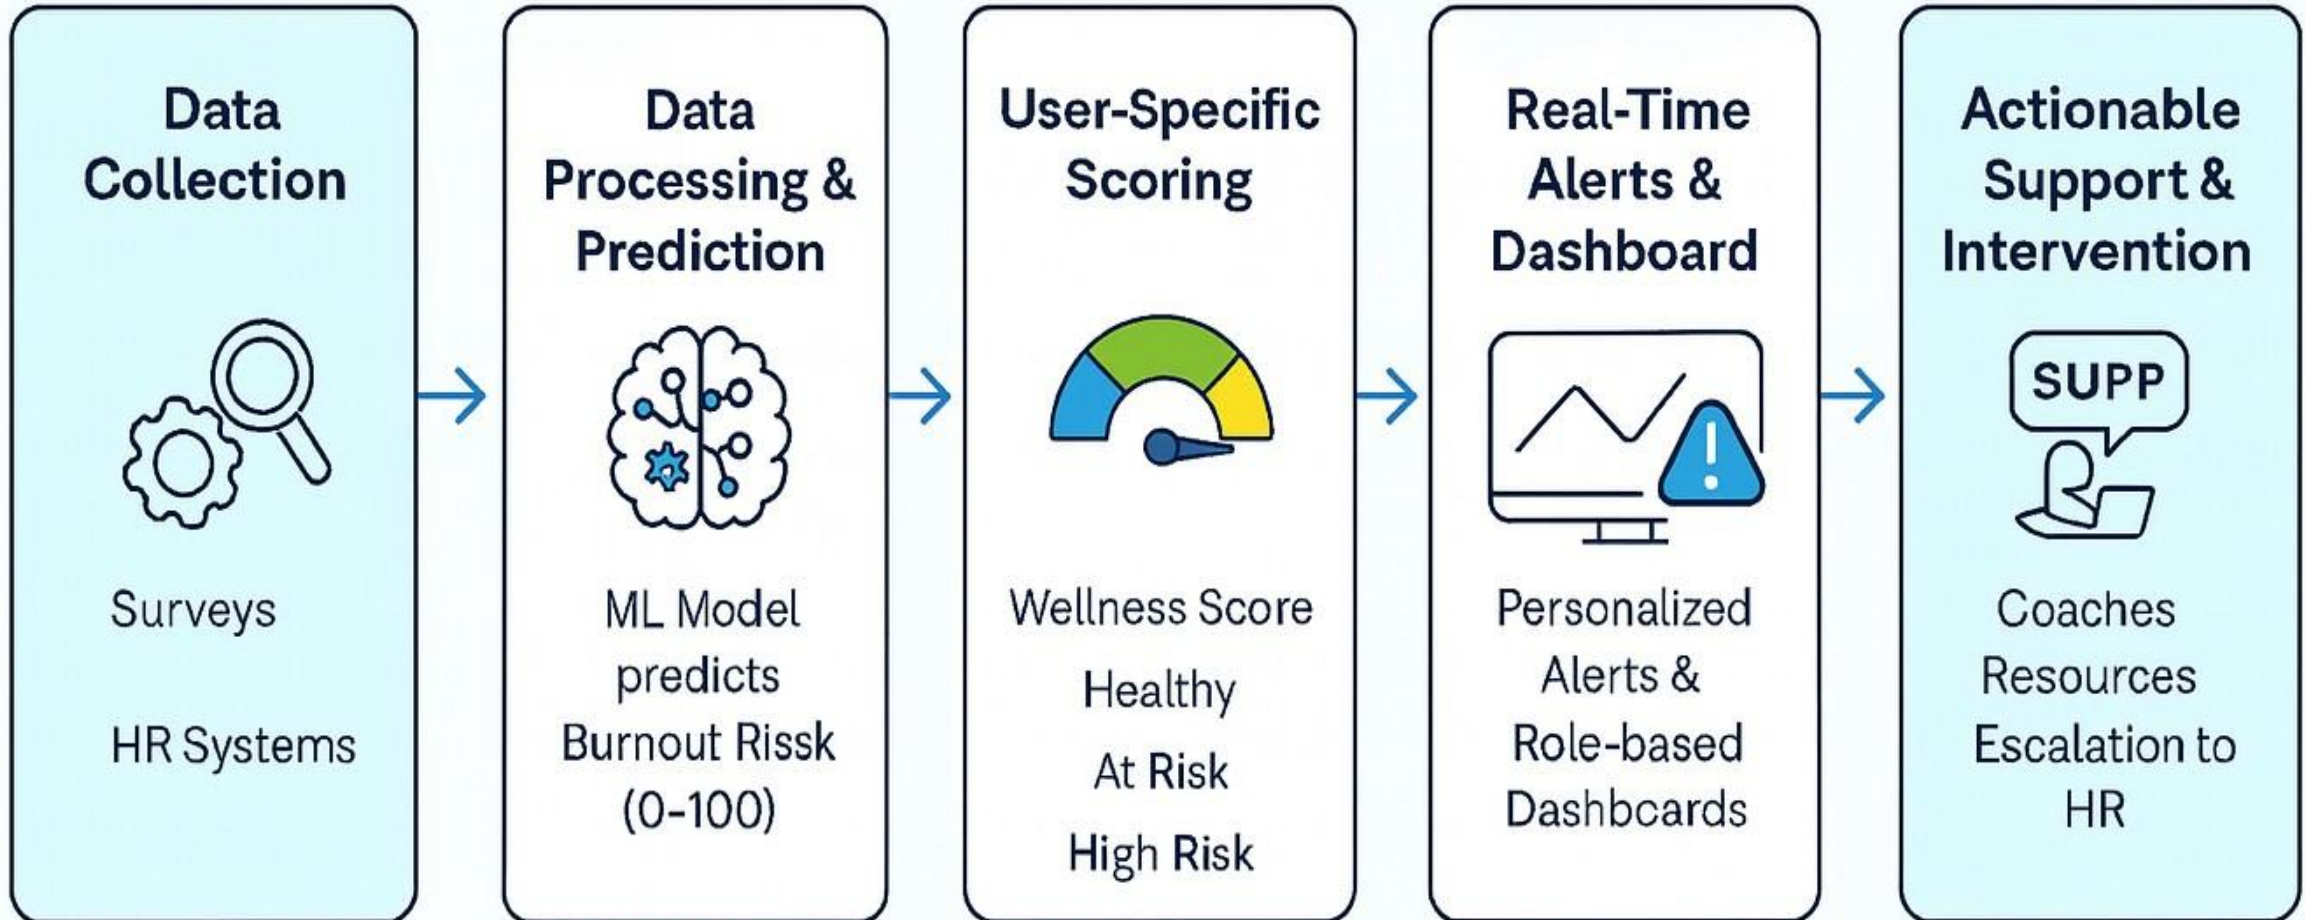 Data
Collection
Surveys
HR Systems
Data
Processing &
Prediction
ML Model
predicts
Burnout Rissk
(0-100)
User-Specific
Scoring
Wellness Score
Healthy
At Risk
High Risk
Real-Time
Alerts &
Dashboard
Personalized
Alerts &
Role-based
Dashbcards
Actionable
Support &
Intervention
SUPP
Coaches
Resources
Escalation to
HR